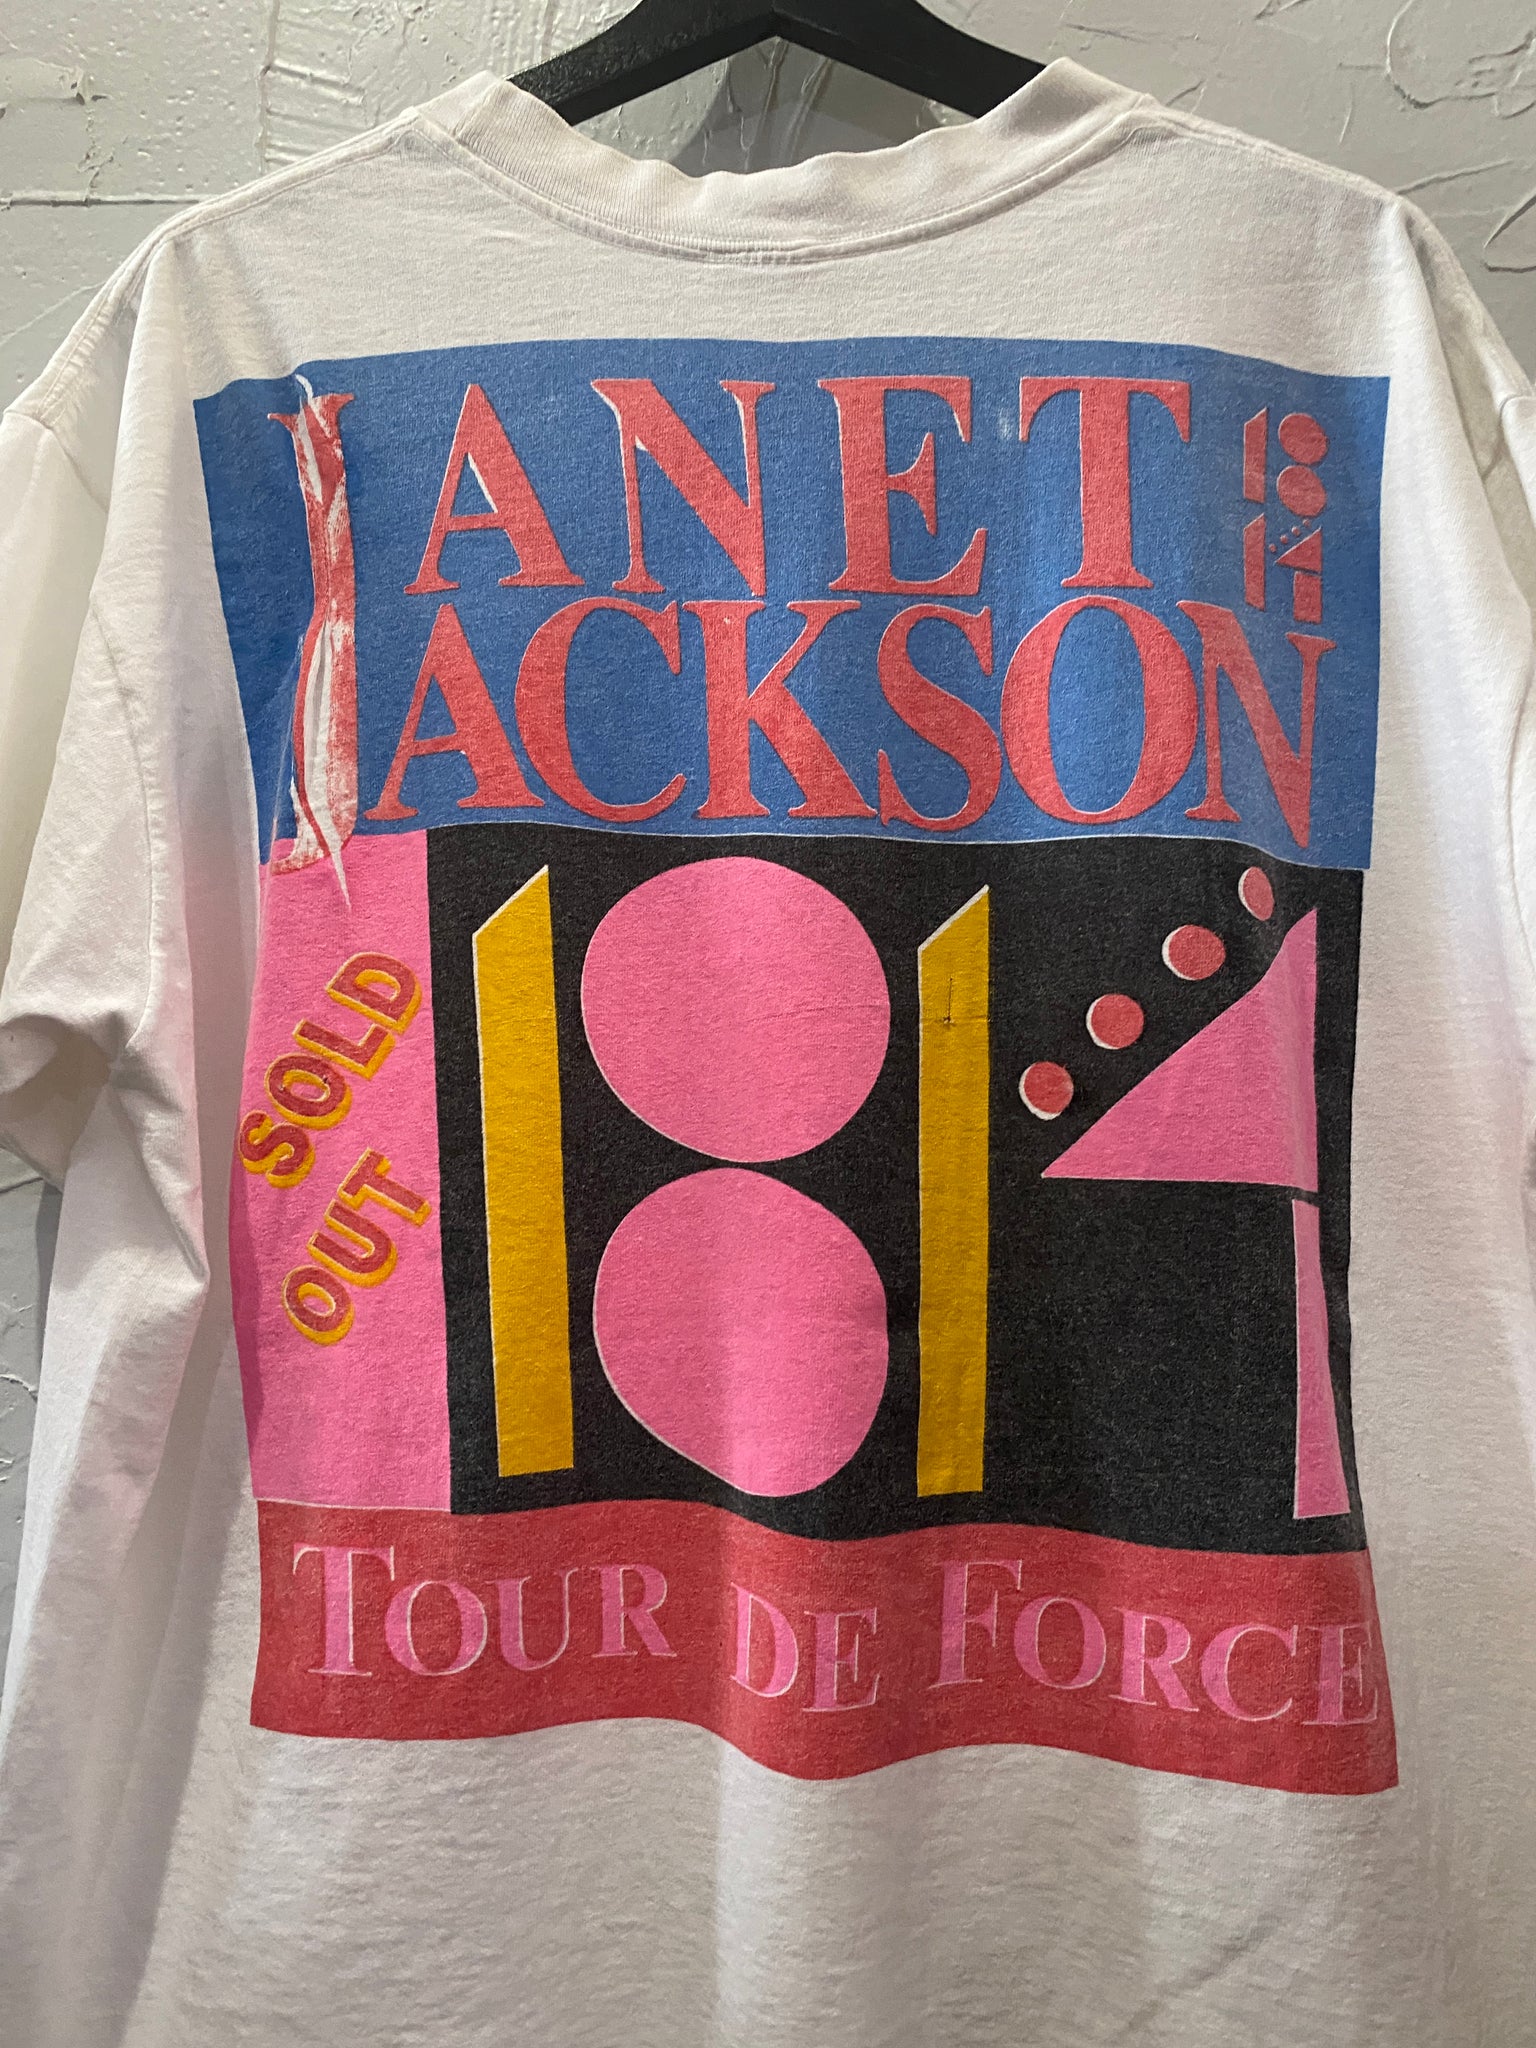 JANET
JACKSON
1814
SOLD
OUT
1814
TOUR DE FORCE